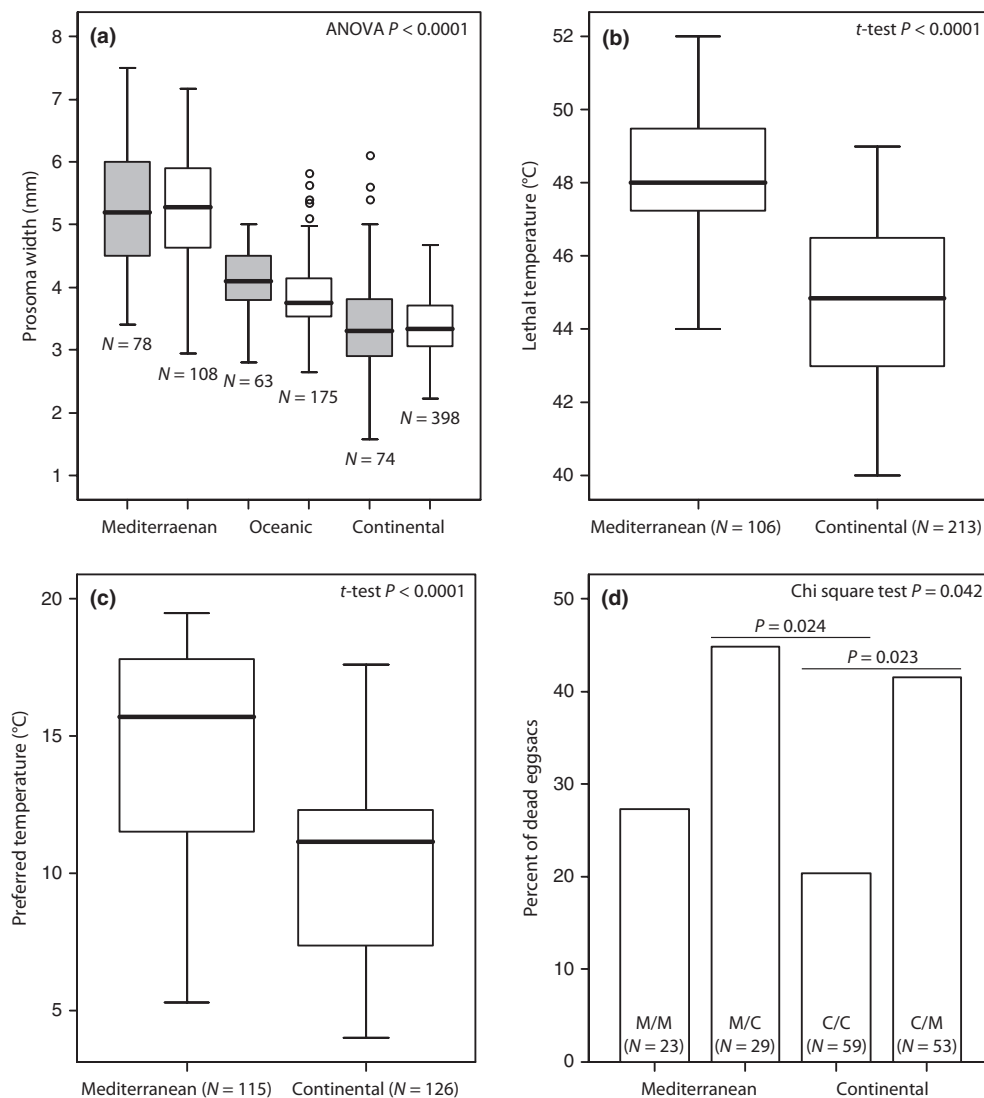 (a)
ANOVA P < 0.0001
8
7
6
5
4
3
2
1
Prosoma width (mm)
N = 78
N = 108
N = 63
N = 175
N = 74
N = 398
Mediterraenan
Oceanic
Continental
(b)
t-test P < 0.0001
52
50
48
46
44
42
40
Lethal temperature (°C)
Mediterranean (N = 106)
Continental (N = 213)
(c)
t-test P < 0.0001
20
15
10
5
Preferred temperature (°C)
Mediterranean (N = 115)
Continental (N = 126)
(d)
Chi square test P = 0.042
50
40
30
20
10
0
Percent of dead eggsacs
P = 0.024
P = 0.023
M/M
(N = 23)
M/C
(N = 29)
C/C
(N = 59)
C/M
(N = 53)
Mediterranean
Continental